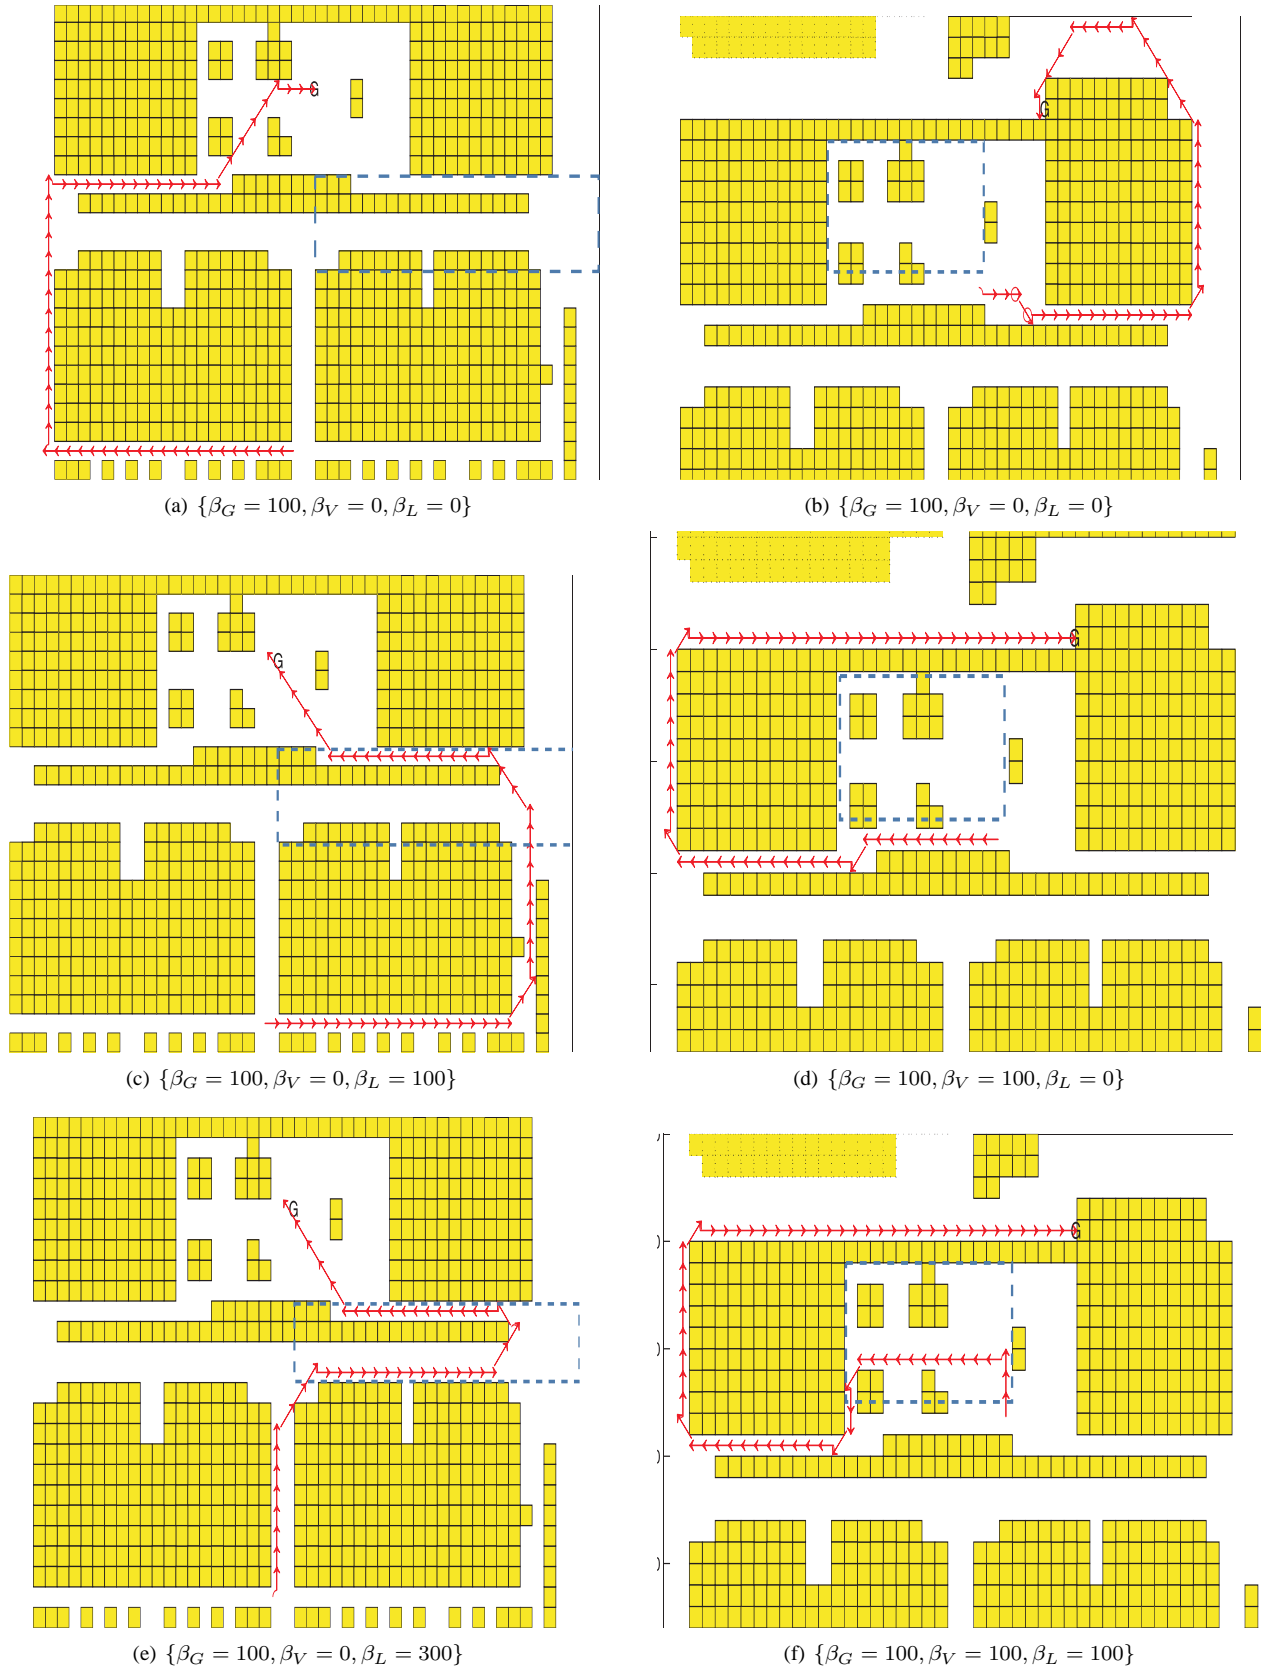 G
G
(a) {β_G = 100, β_V = 0, β_L = 0}
(b) {β_G = 100, β_V = 0, β_L = 0}
G
G
(c) {β_G = 100, β_V = 0, β_L = 100}
(d) {β_G = 100, β_V = 100, β_L = 0}
G
G
(e) {β_G = 100, β_V = 0, β_L = 300}
(f) {β_G = 100, β_V = 100, β_L = 100}